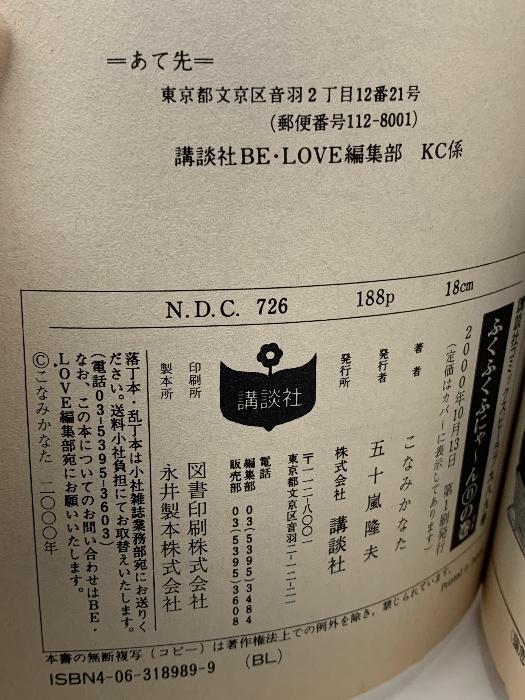 =あて先=
東京都文京区音羽2丁目12番21号
(郵便番号112-8001)
講談社BE・LOVE編集部 KC係
N.D.C. 726 188p 18cm
2000年10月13日 第1刷発行
(定価はカバーに表示してあります)
著者 こなみかなた
発行者 五十嵐隆夫
発行所 株式会社 講談社
〒一一二-八〇〇一
東京都文京区音羽二-一二-二一
電話
編集部 03(5395)3484
販売部 03(5395)3608
講談社
印刷所 図書印刷株式会社
製本所 永井製本株式会社
落丁本・乱丁本は小社雑誌業務部宛にお送りく
ださい。送料小社負担にてお取替えいたします。
(電話03-5395-3603)
なお、この本についてのお問い合わせはBE・
LOVE編集部宛にお願いいたします。
©こなみかなた 二〇〇〇年
本書の無断複写(コピー)は著作権法上での例外を除き、禁じられています。
Printed in
ISBN4-06-318989-9 (BL)